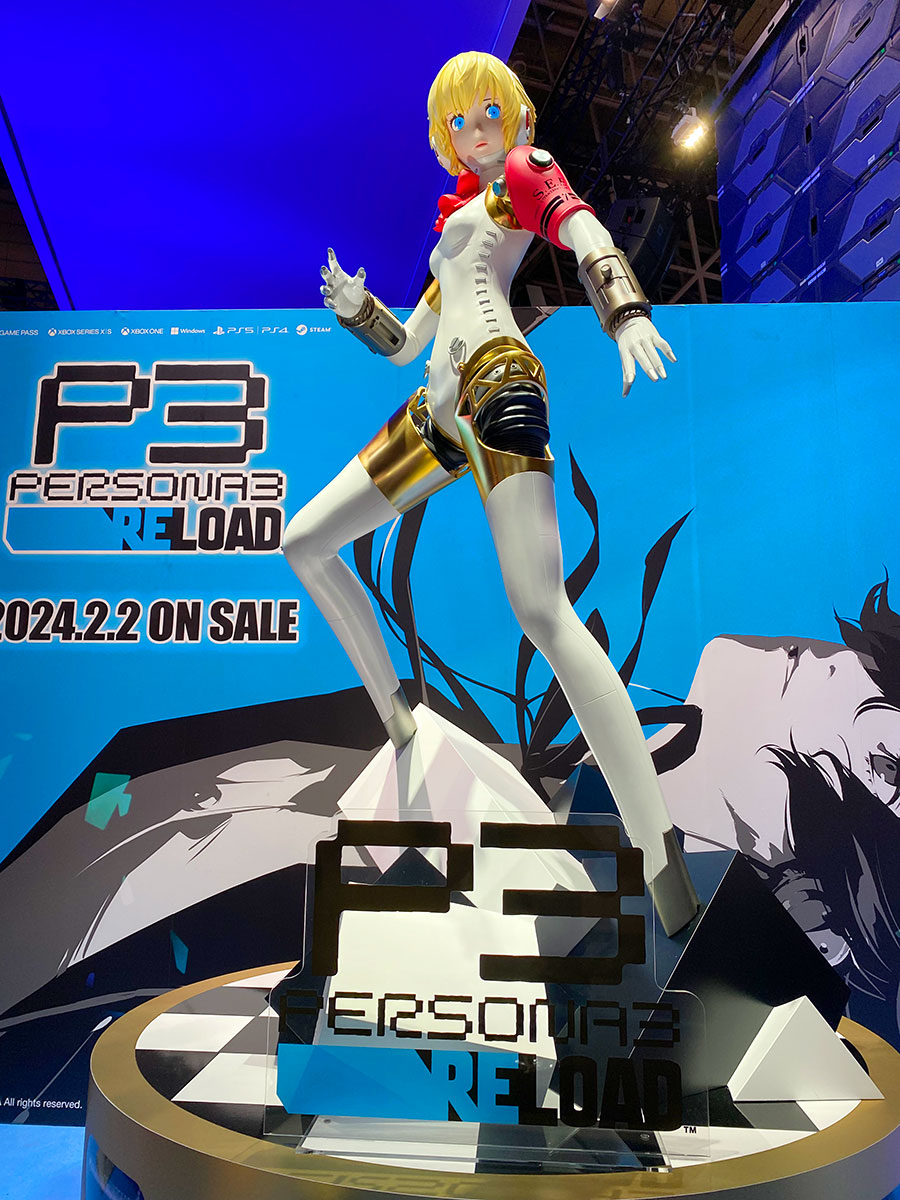 GAME PASS XBOX SERIES X|S XBOX ONE Windows PS5 | PS4 STEAM
P3
PERSONA3
RELOAD
2024.2.2 ON SALE
S.E.
P3
PERSONA3
RELOAD
TM
All rights reserved.